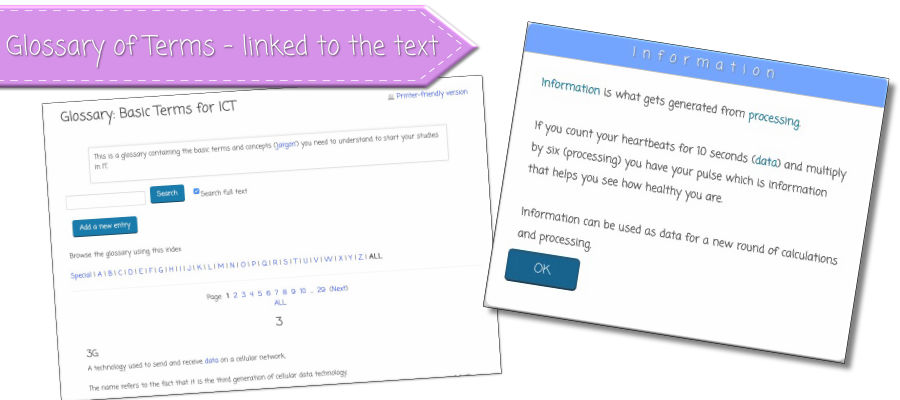 Glossary of Terms - linked to the text
Glossary: Basic Terms for ICT
Printer-friendly version
This is a glossary containing the basic terms and concepts (jargon) you need to understand to start your studies
in IT.
Search
Search full text
Add a new entry
Browse the glossary using this index
Special | A | B | C | D | E | F | G | H | I | J | K | L | M | N | O | P | Q | R | S | T | U | V | W | X | Y | Z | ALL
Page: 1 2 3 4 5 6 7 8 9 10 ... 29 (Next)
ALL
3
3G
A technology used to send and receive data on a cellular network.
The name refers to the fact that it is the third generation of cellular data technology.
Information
Information is what gets generated from processing.
If you count your heartbeats for 10 seconds (data) and multiply
by six (processing) you have your pulse which is information
that helps you see how healthy you are.
Information can be used as data for a new round of calculations
and processing.
OK